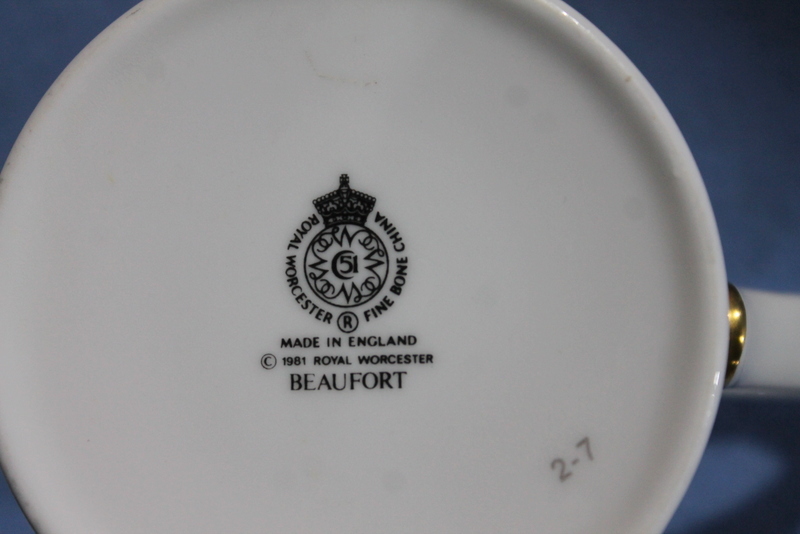 ROYAL WORCESTER FINE BONE CHINA
51
®
MADE IN ENGLAND
© 1981 ROYAL WORCESTER
BEAUFORT
2-7